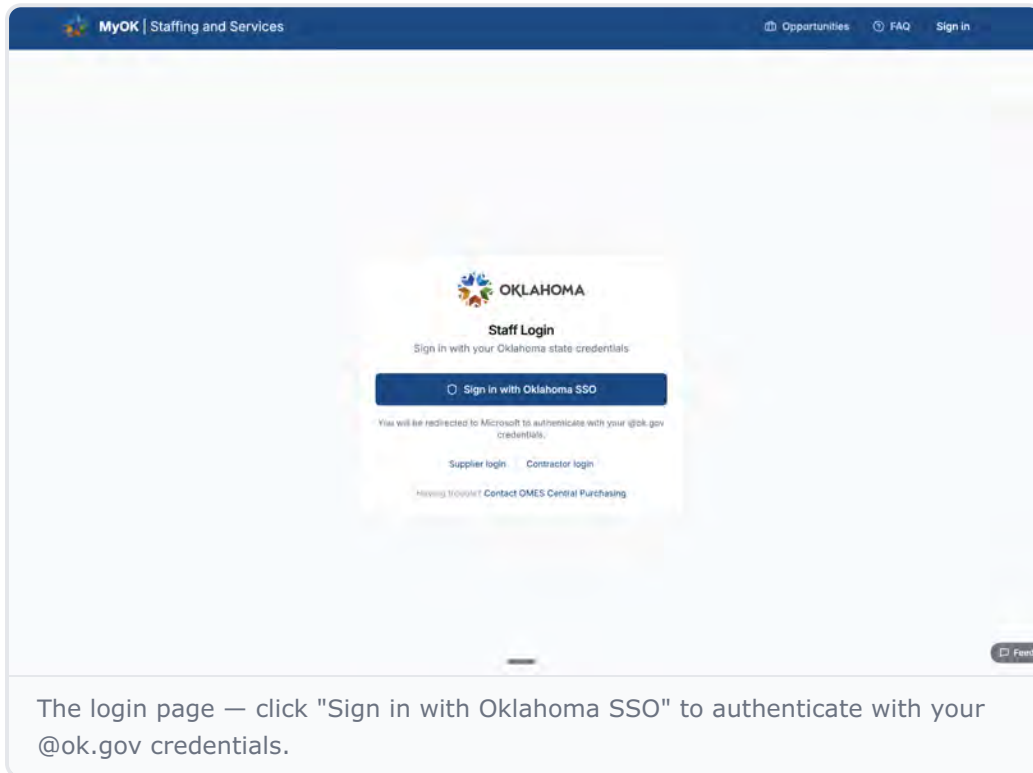 MyOK | Staffing and Services
Opportunities
FAQ
Sign in
OKLAHOMA
Staff Login
Sign in with your Oklahoma state credentials
Sign in with Oklahoma SSO
You will be redirected to Microsoft to authenticate with your @ok.gov
credentials.
Supplier login
Contractor login
Having trouble? Contact OMES Central Purchasing
Feed
The login page — click "Sign in with Oklahoma SSO" to authenticate with your
@ok.gov credentials.